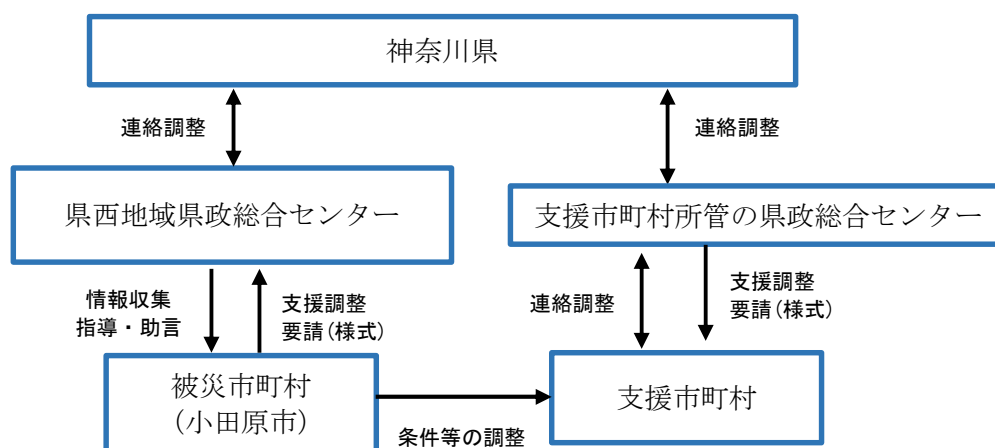 神奈川県
連絡調整
連絡調整
県西地域県政総合センター
支援市町村所管の県政総合センター
情報収集
指導・助言
支援調整
要請(様式)
連絡調整
支援調整
要請(様式)
被災市町村
(小田原市)
条件等の調整
支援市町村